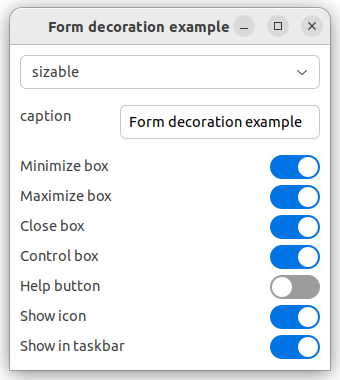 Form decoration example
sizable
caption
Form decoration example
Minimize box
Maximize box
Close box
Control box
Help button
Show icon
Show in taskbar